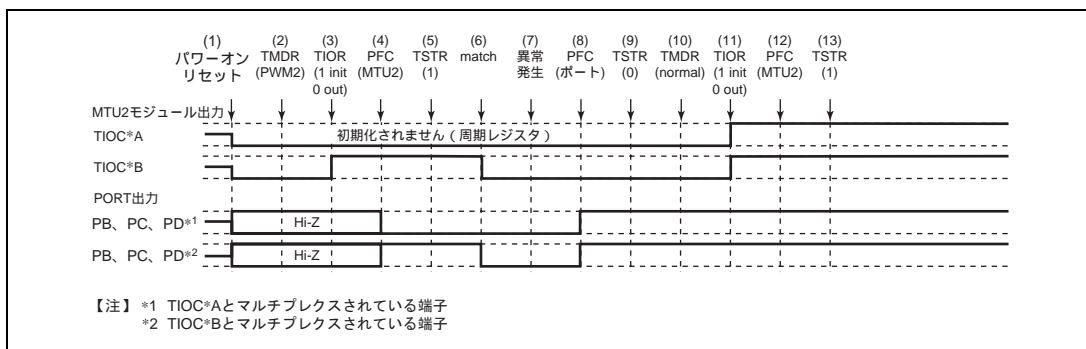 (1) (2) (3) (4) (5) (6) (7) (8) (9) (10) (11) (12) (13)
パワーオン TMDR TIOR PFC TSTR match 異常 PFC TSTR TMDR TIOR PFC TSTR
リセット (PWM2) (1 init (MTU2) (1) 発生 (ポート) (0) (normal) (1 init (MTU2) (1)
0 out) 0 out)
MTU2モジュール出力
TIOC*A 初期化されません(周期レジスタ)
TIOC*B
PORT出力
PB、PC、PD*1 Hi-Z
PB、PC、PD*2 Hi-Z
【注】 *1 TIOC*Aとマルチプレクスされている端子
*2 TIOC*Bとマルチプレクスされている端子